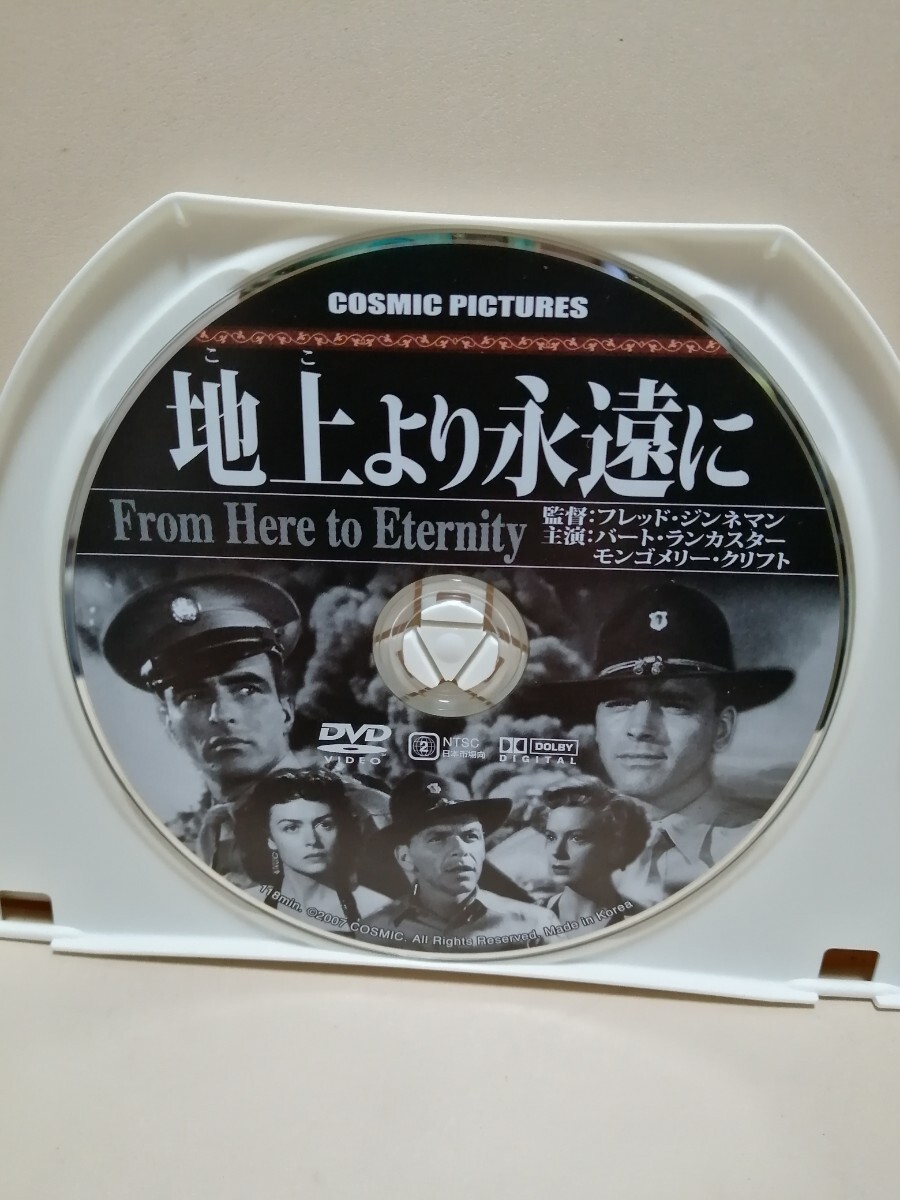 COSMIC PICTURES
ここ
地上より永遠に
From Here to Eternity
監督:フレッド・ジンネマン
主演:バート・ランカスター
モンゴメリー・クリフト
DVD
VIDEO
2
NTSC
日本市場向
DOLBY
DIGITAL
118min. ©2007 COSMIC. All Rights Reserved. Made in Korea